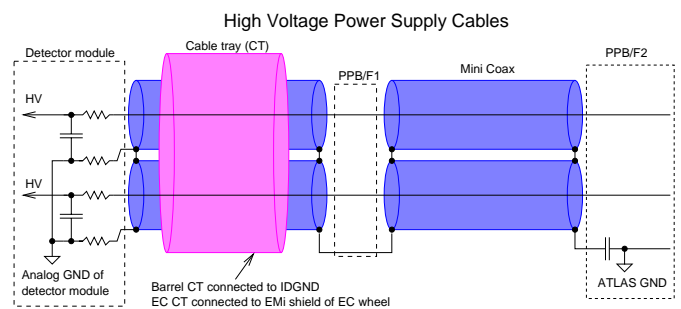 High Voltage Power Supply Cables
Detector module
Cable tray (CT)
PPB/F1
Mini Coax
PPB/F2
HV
HV
Analog GND of
detector module
Barrel CT connected to IDGND
EC CT connected to EMi shield of EC wheel
ATLAS GND